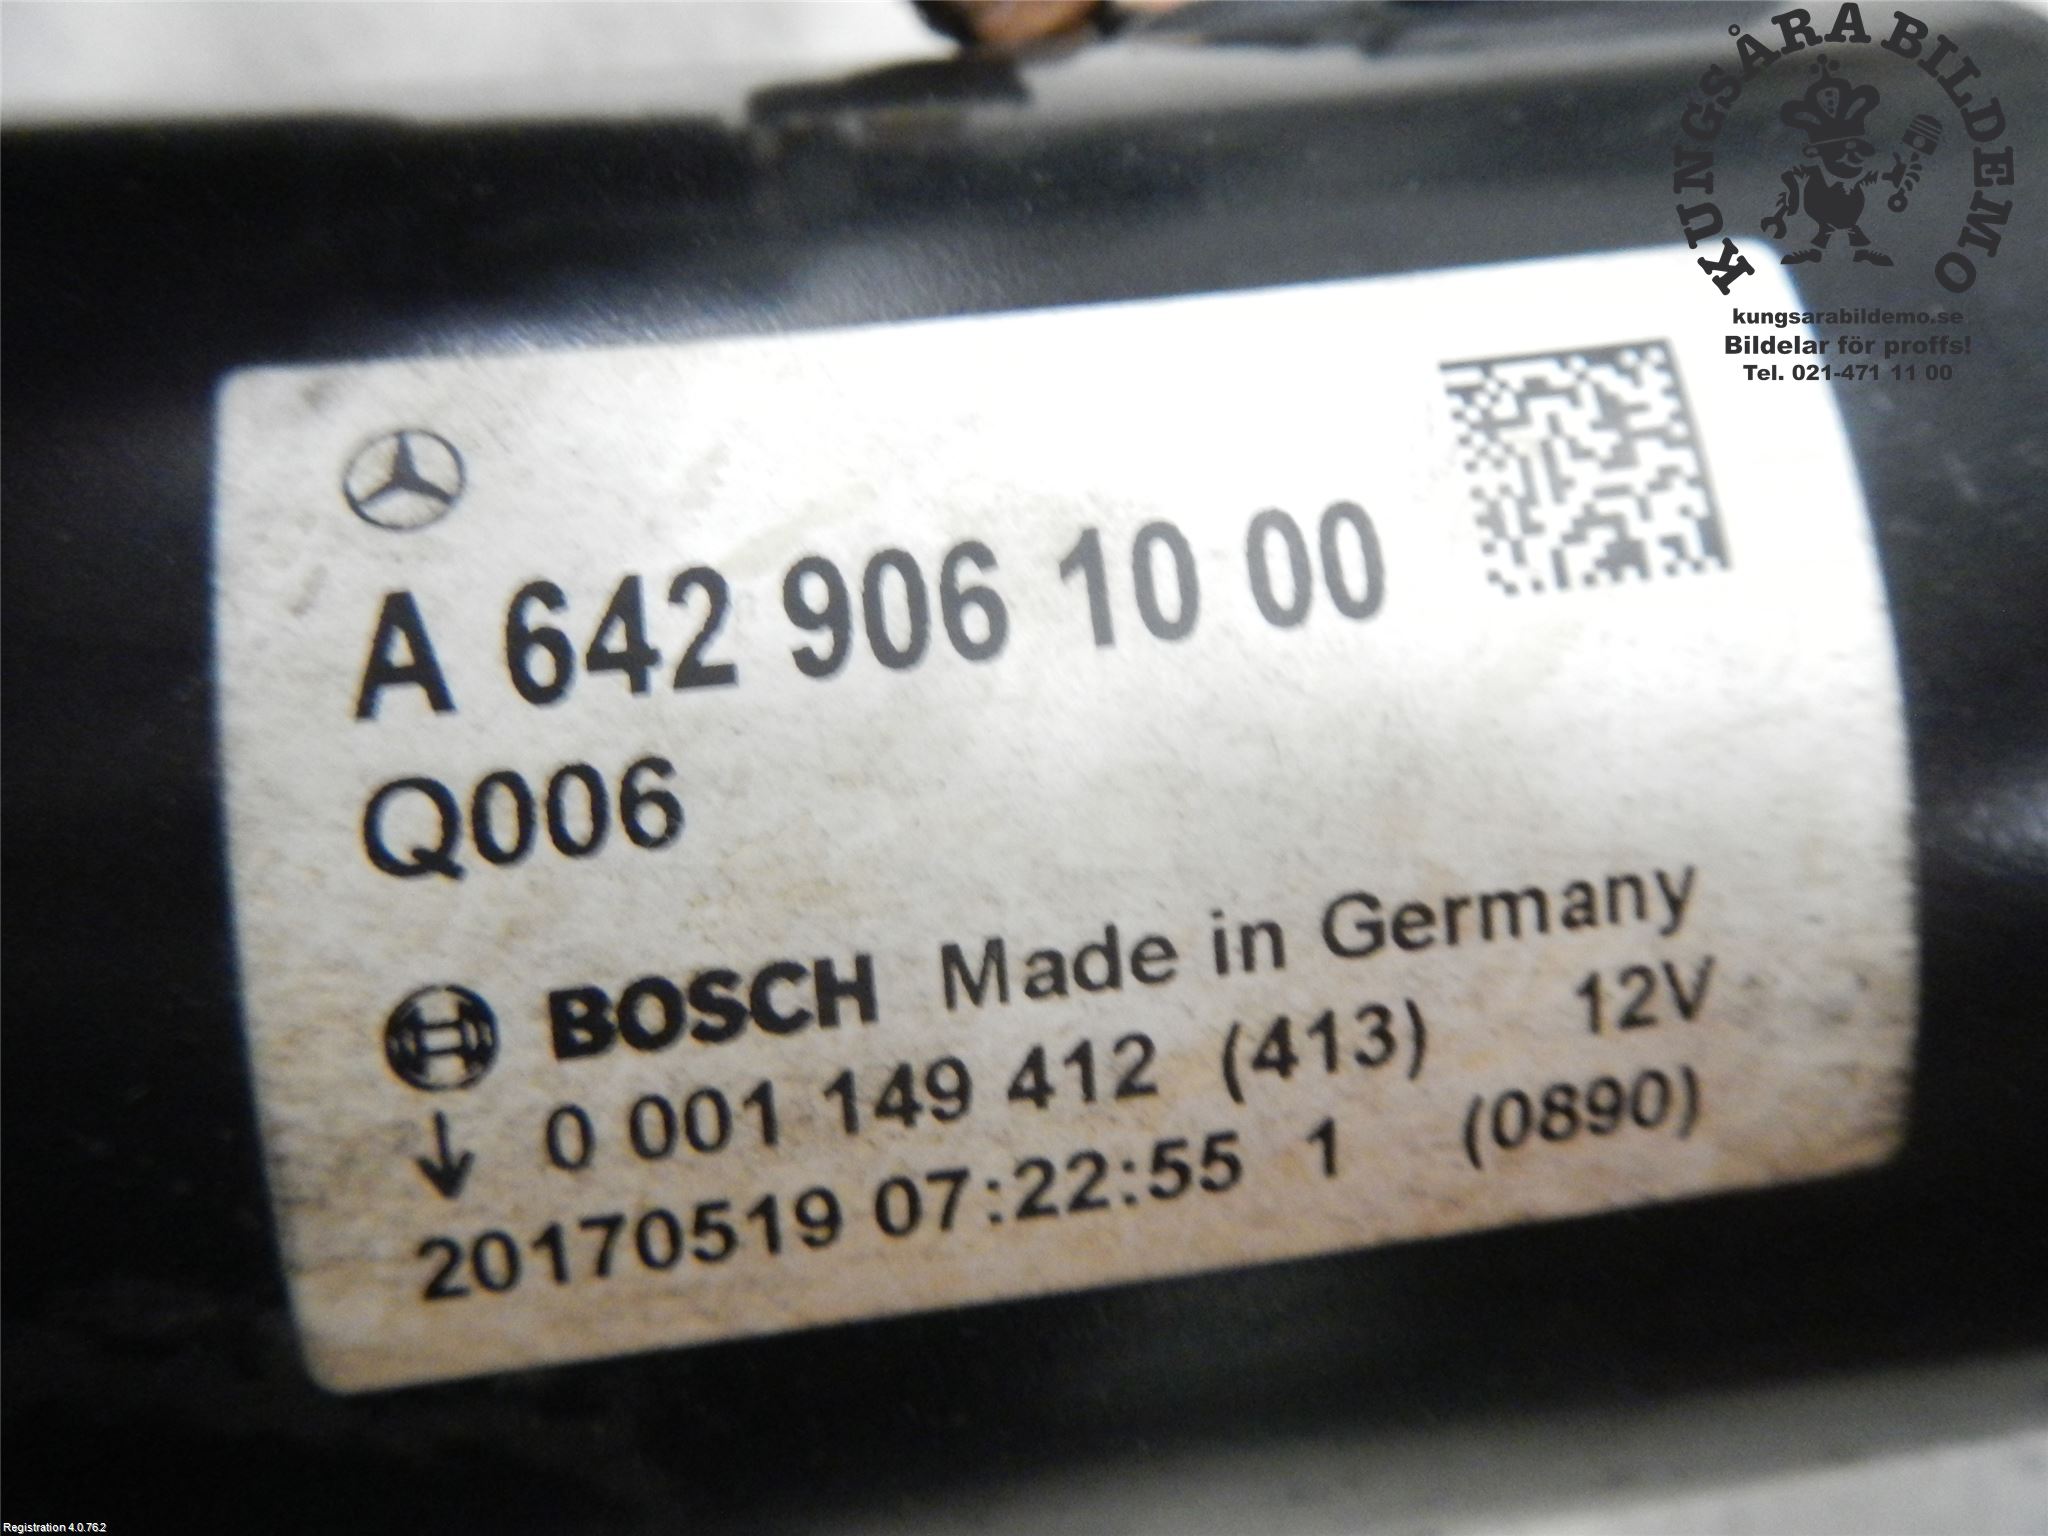 KUNGSÅRA BILDEMO
kungsarabildemo.se
Bildelar för proffs!
Tel. 021-471 11 00
A 642 906 10 00
Q006
BOSCH Made in Germany
0 001 149 412 (413) 12V
20170519 07:22:55 1 (0890)
Registration 4.0.76.2